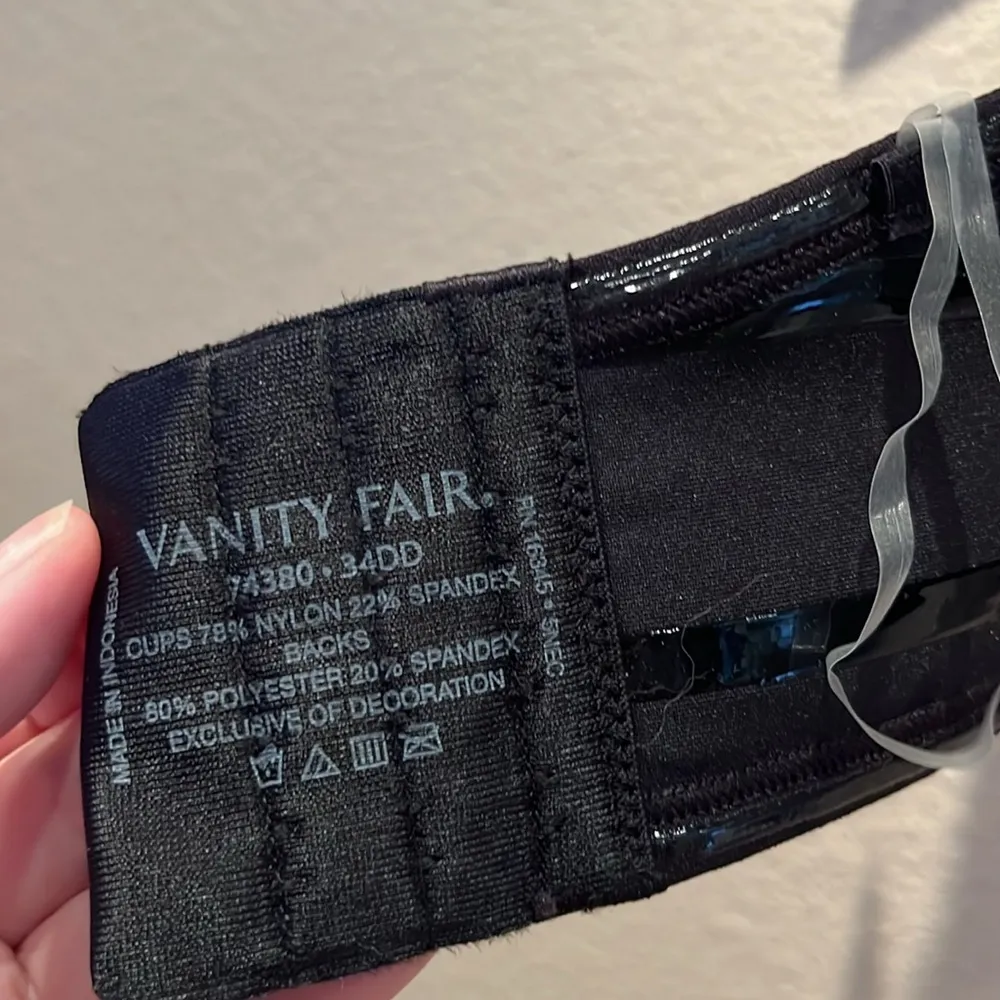 VANITY FAIR.
74380 • 34DD
CUPS 78% NYLON 22% SPANDEX
BACKS
80% POLYESTER 20% SPANDEX
EXCLUSIVE OF DECORATION
MADE IN INDONESIA
RN 16345 •